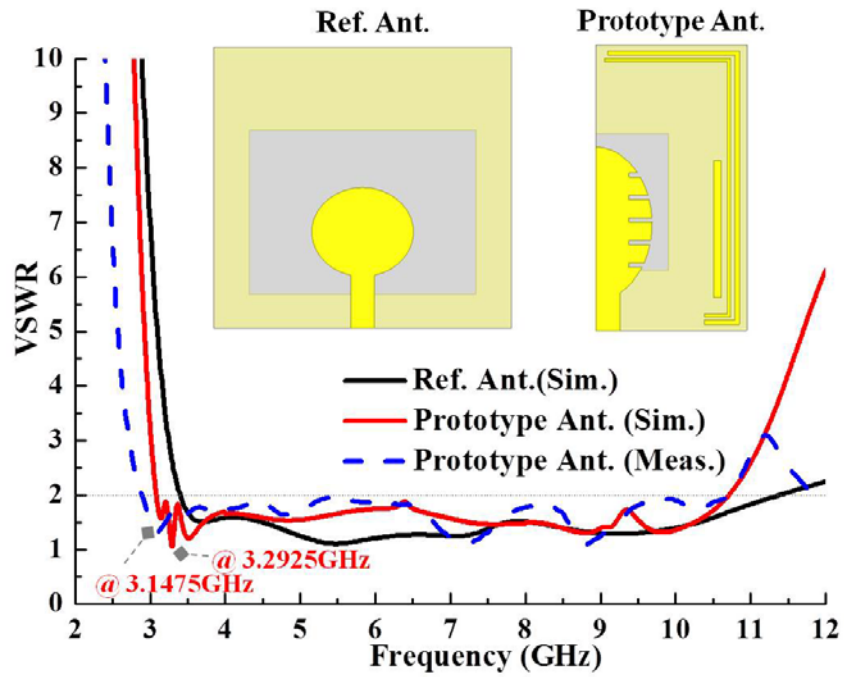 Ref. Ant. Prototype Ant.
10
9
8
7
6
5
4
3
2
1
0
VSWR
Ref. Ant.(Sim.)
Prototype Ant. (Sim.)
Prototype Ant. (Meas.)
@ 3.2925GHz
@ 3.1475GHz
2 3 4 5 6 7 8 9 10 11 12
Frequency (GHz)